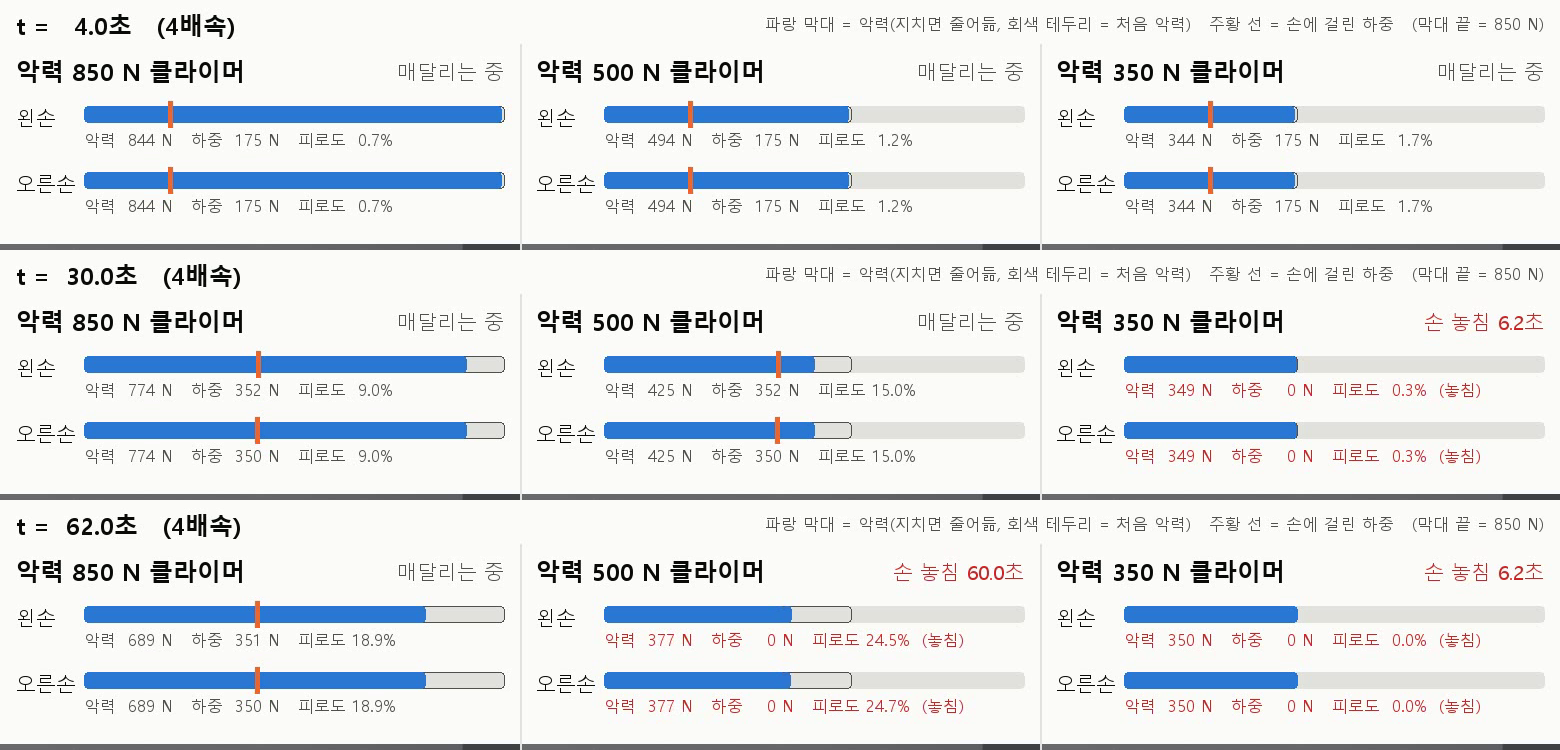 t = 4.0초 (4배속)
파랑 막대 = 악력(지치면 줄어듦, 회색 테두리 = 처음 악력) 주황 선 = 손에 걸린 하중 (막대 끝 = 850 N)
악력 850 N 클라이머 매달리는 중
왼손
악력 844 N 하중 175 N 피로도 0.7%
오른손
악력 844 N 하중 175 N 피로도 0.7%
악력 500 N 클라이머 매달리는 중
왼손
악력 494 N 하중 175 N 피로도 1.2%
오른손
악력 494 N 하중 175 N 피로도 1.2%
악력 350 N 클라이머 매달리는 중
왼손
악력 344 N 하중 175 N 피로도 1.7%
오른손
악력 344 N 하중 175 N 피로도 1.7%
t = 30.0초 (4배속)
파랑 막대 = 악력(지치면 줄어듦, 회색 테두리 = 처음 악력) 주황 선 = 손에 걸린 하중 (막대 끝 = 850 N)
악력 850 N 클라이머 매달리는 중
왼손
악력 774 N 하중 352 N 피로도 9.0%
오른손
악력 774 N 하중 350 N 피로도 9.0%
악력 500 N 클라이머 매달리는 중
왼손
악력 425 N 하중 352 N 피로도 15.0%
오른손
악력 425 N 하중 350 N 피로도 15.0%
악력 350 N 클라이머 손 놓침 6.2초
왼손
악력 349 N 하중 0 N 피로도 0.3% (놓침)
오른손
악력 349 N 하중 0 N 피로도 0.3% (놓침)
t = 62.0초 (4배속)
파랑 막대 = 악력(지치면 줄어듦, 회색 테두리 = 처음 악력) 주황 선 = 손에 걸린 하중 (막대 끝 = 850 N)
악력 850 N 클라이머 매달리는 중
왼손
악력 689 N 하중 351 N 피로도 18.9%
오른손
악력 689 N 하중 350 N 피로도 18.9%
악력 500 N 클라이머 손 놓침 60.0초
왼손
악력 377 N 하중 0 N 피로도 24.5% (놓침)
오른손
악력 377 N 하중 0 N 피로도 24.7% (놓침)
악력 350 N 클라이머 손 놓침 6.2초
왼손
악력 350 N 하중 0 N 피로도 0.0% (놓침)
오른손
악력 350 N 하중 0 N 피로도 0.0% (놓침)